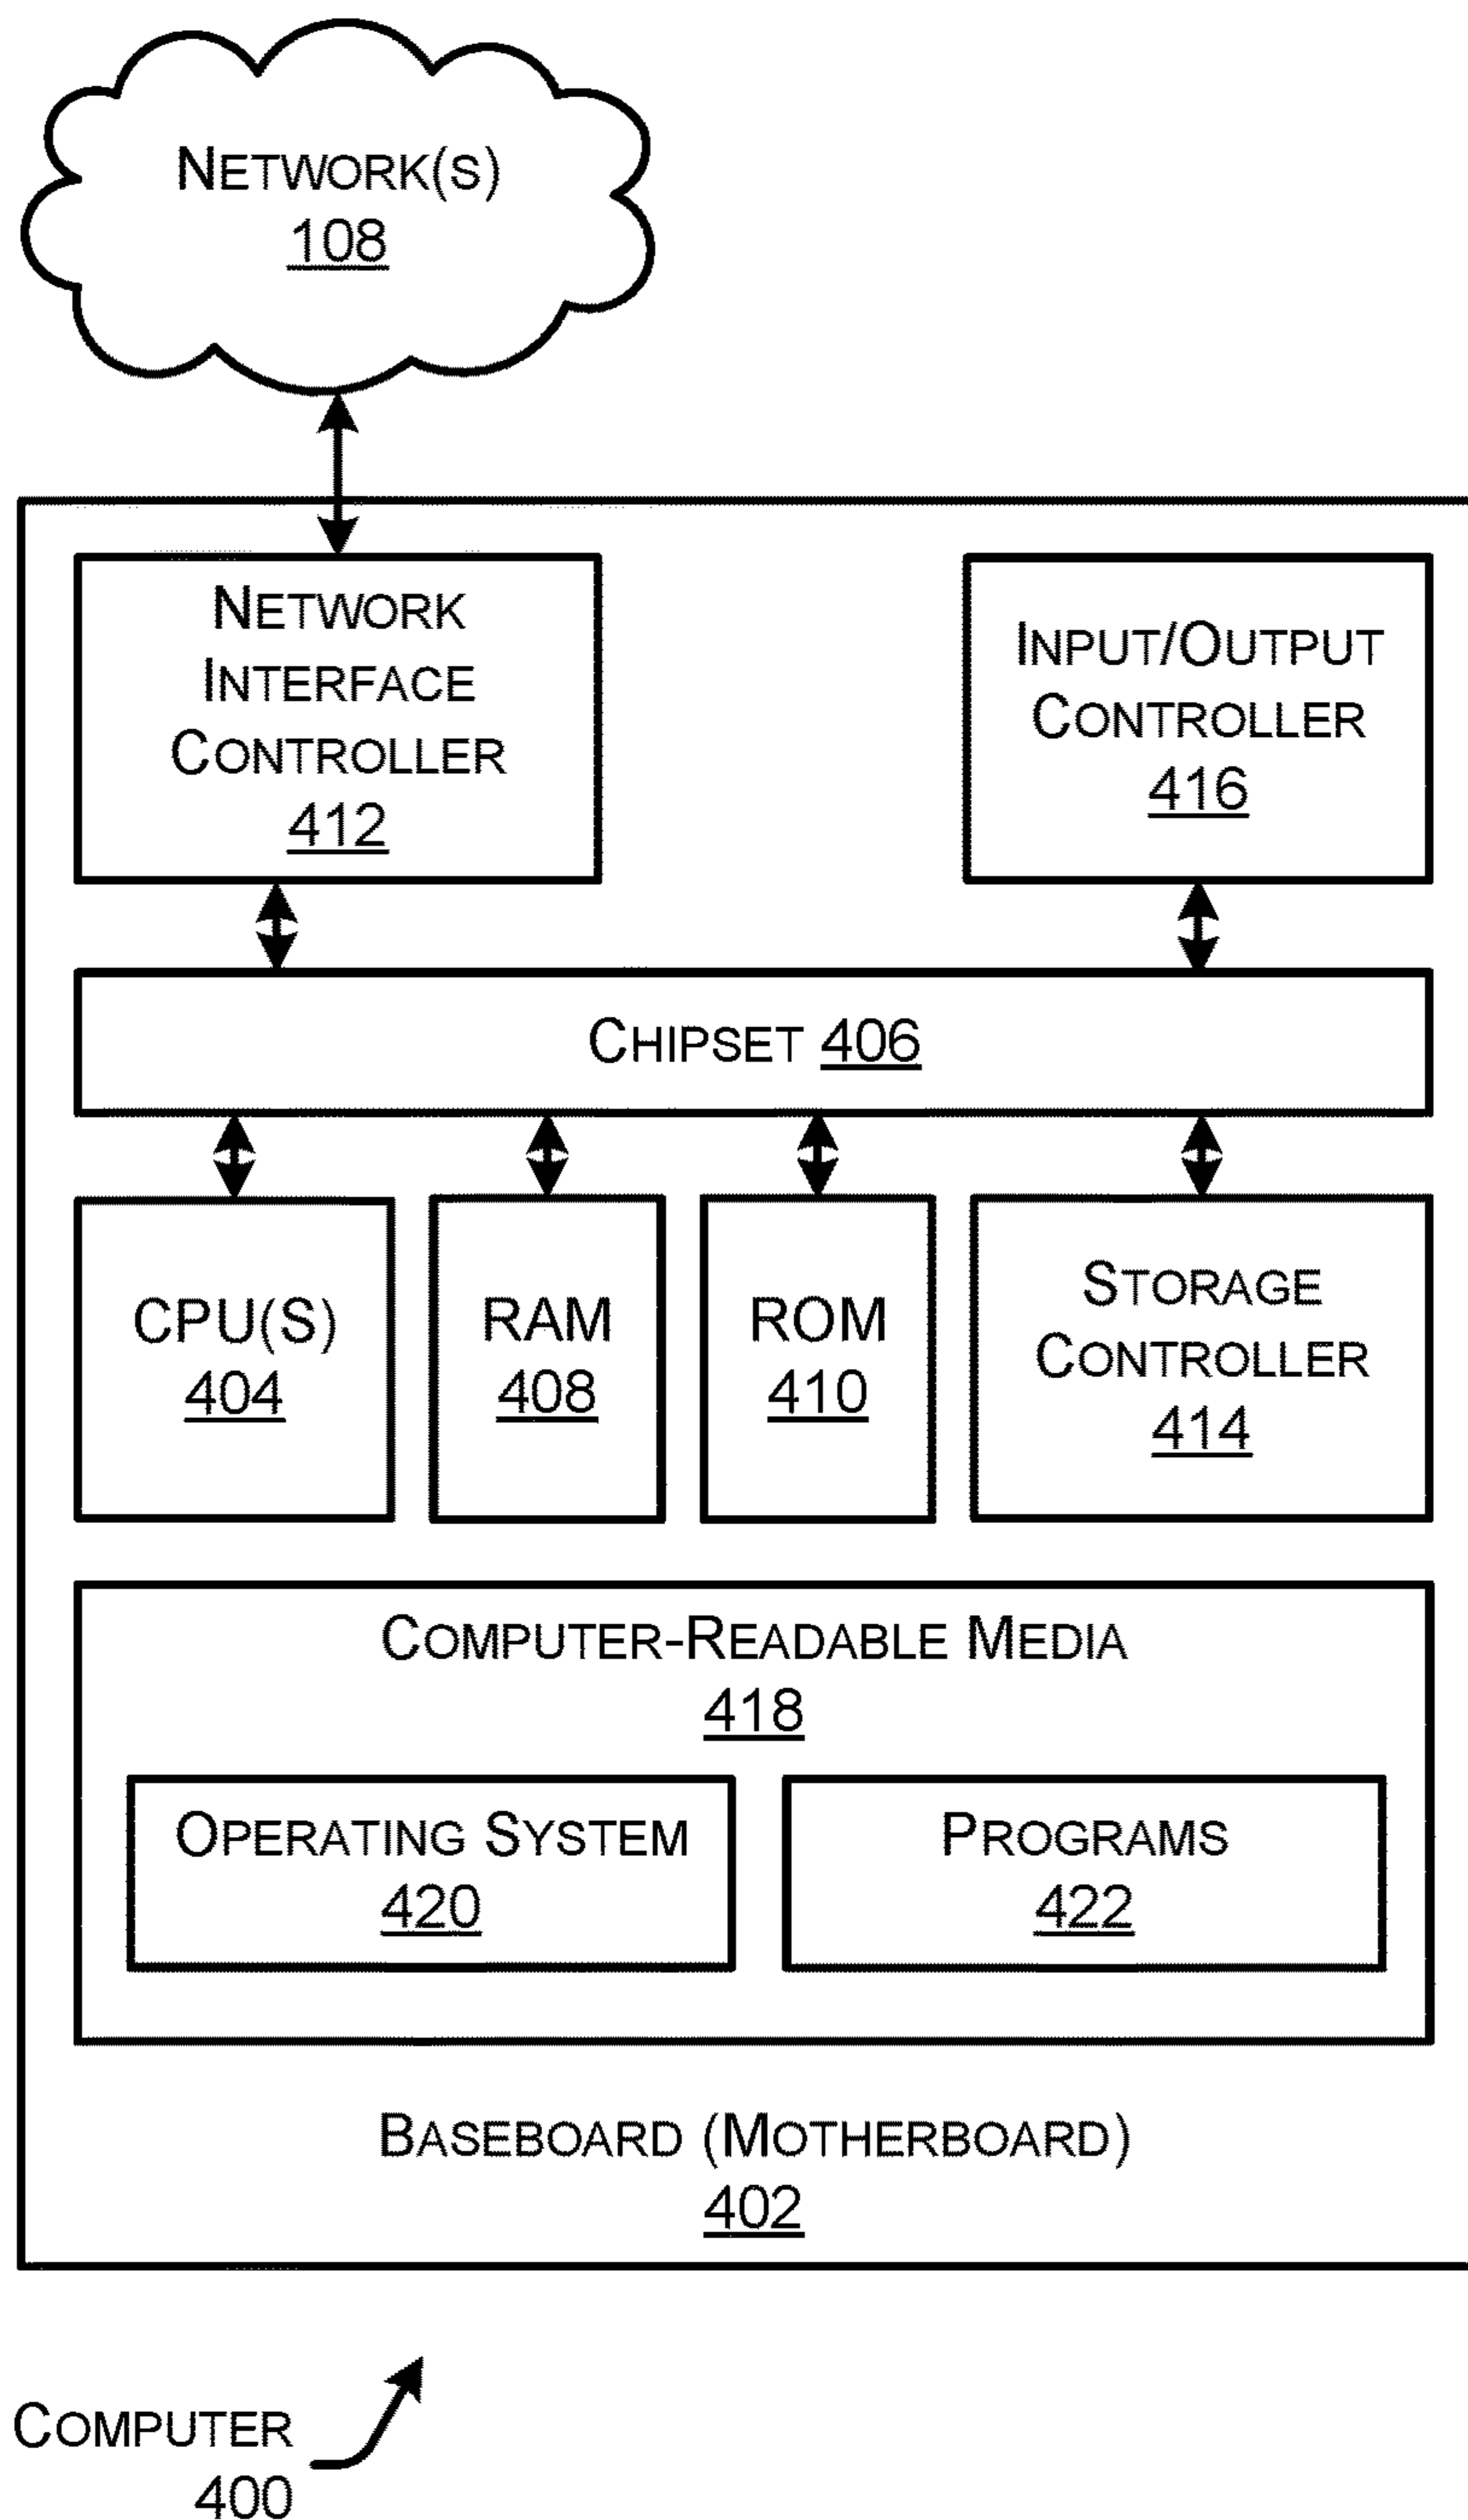 NETWORK(S)
108
NETWORK
INTERFACE
CONTROLLER
412
INPUT/OUTPUT
CONTROLLER
416
CHIPSET 406
CPU(S)
404
RAM
408
ROM
410
STORAGE
CONTROLLER
414
COMPUTER-READABLE MEDIA
418
OPERATING SYSTEM
420
PROGRAMS
422
BASEBOARD (MOTHERBOARD)
402
COMPUTER
400